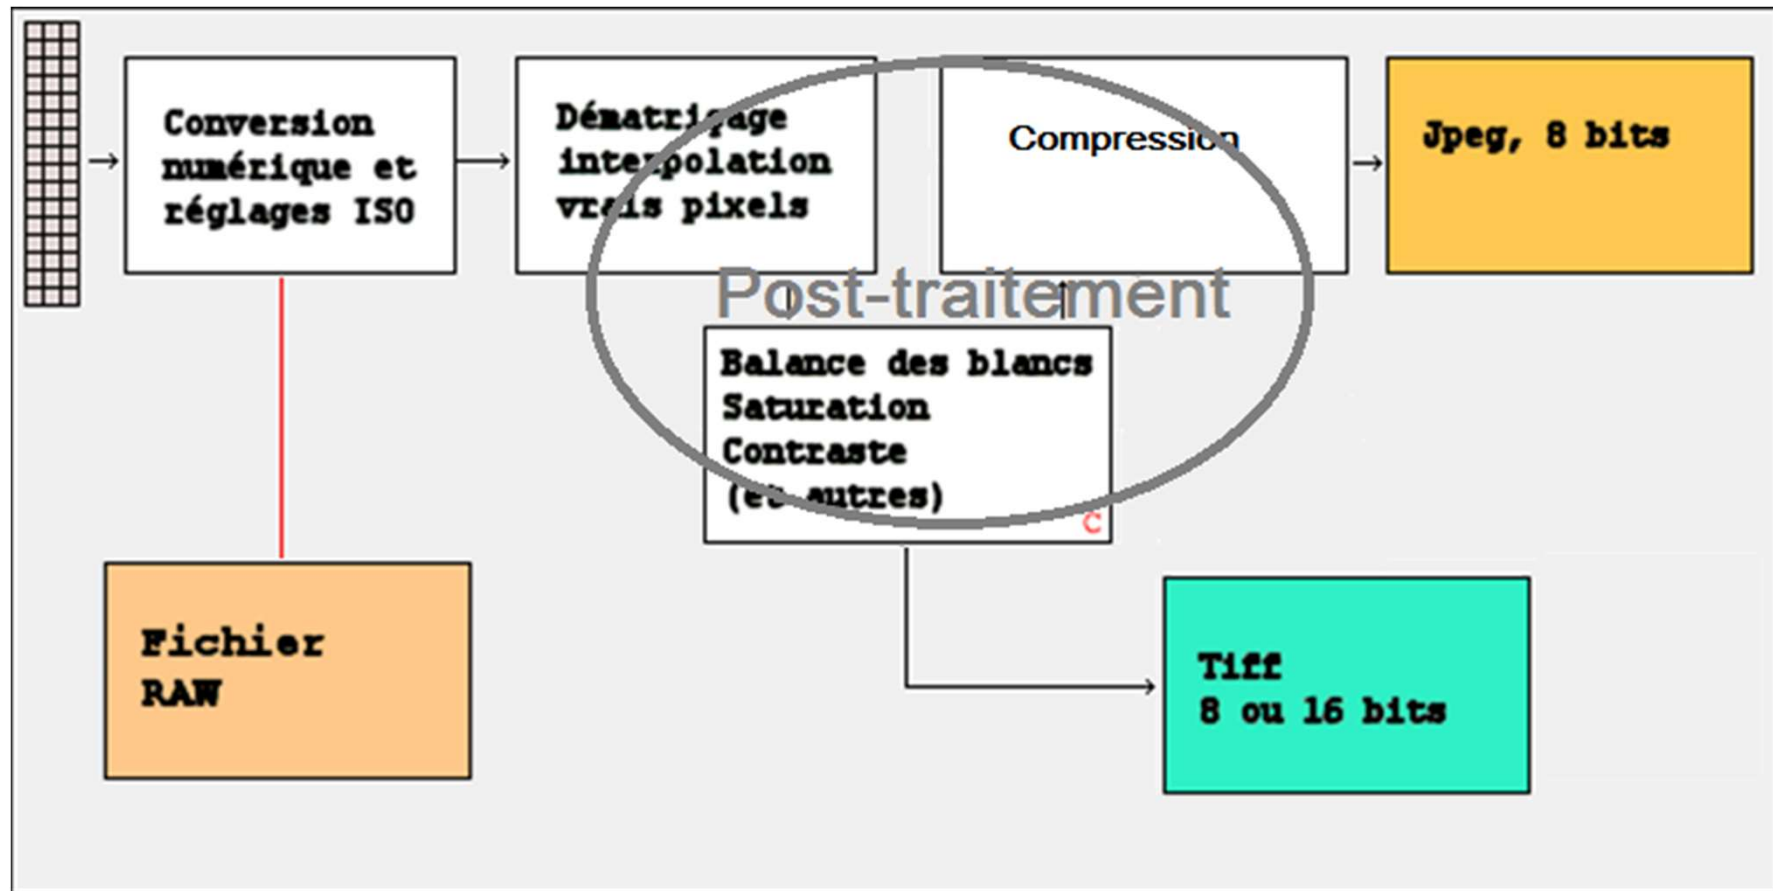 Conversion
numérique et
réglages ISO
Dématriçage
interpolation
vrais pixels
Compression
Jpeg, 8 bits
Post-traitement
Balance des blancs
Saturation
Contraste
(et autres)
C
Fichier
RAW
Tiff
8 ou 16 bits